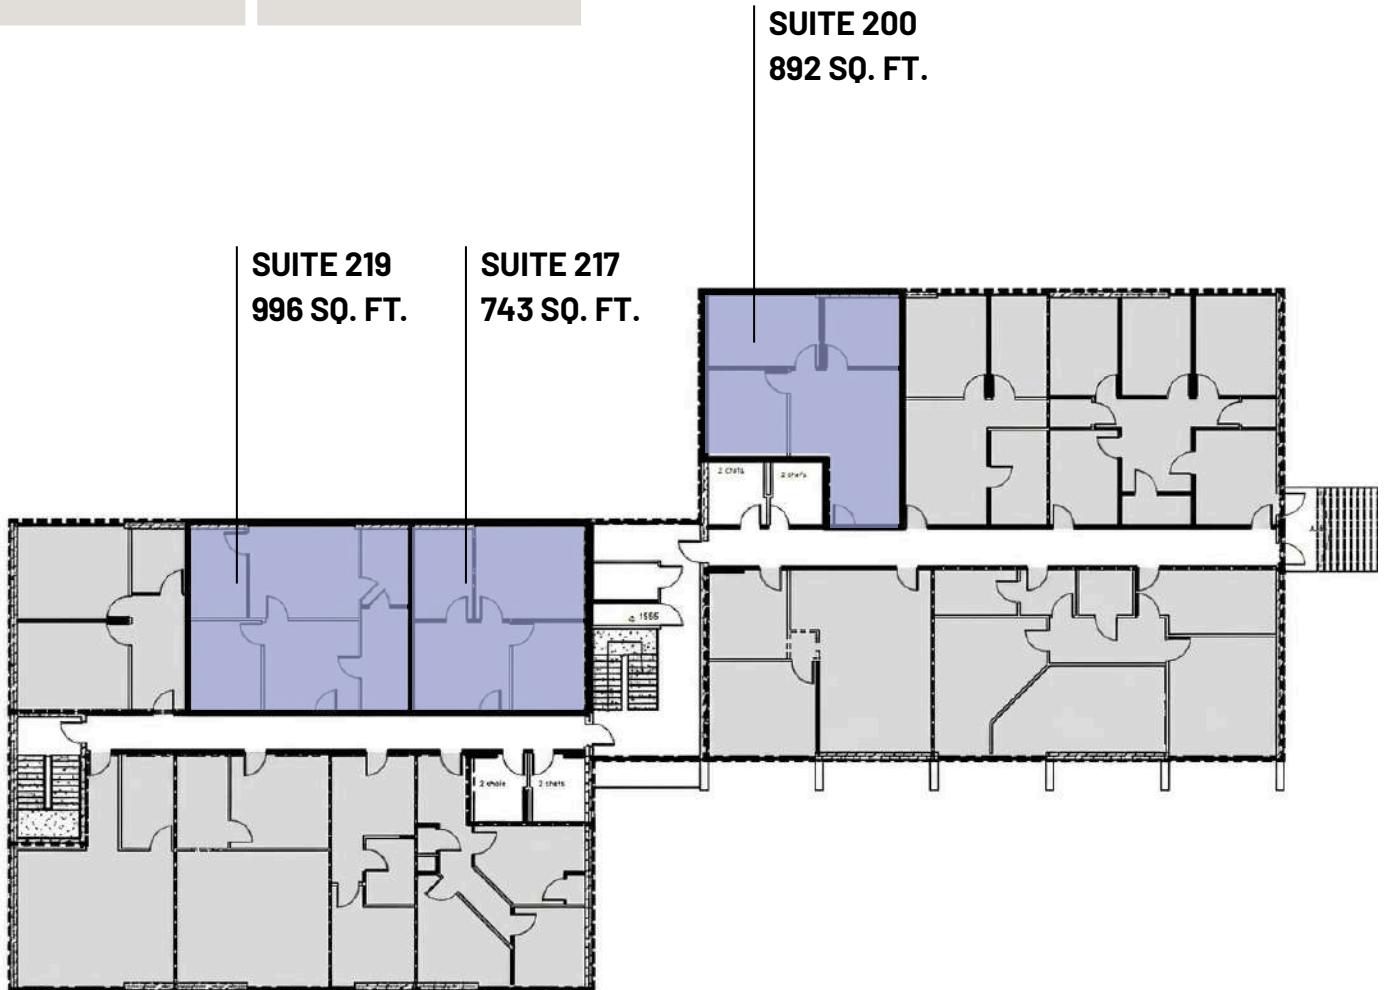 SUITE 200
892 SQ. FT.
SUITE 219
996 SQ. FT.
SUITE 217
743 SQ. FT.